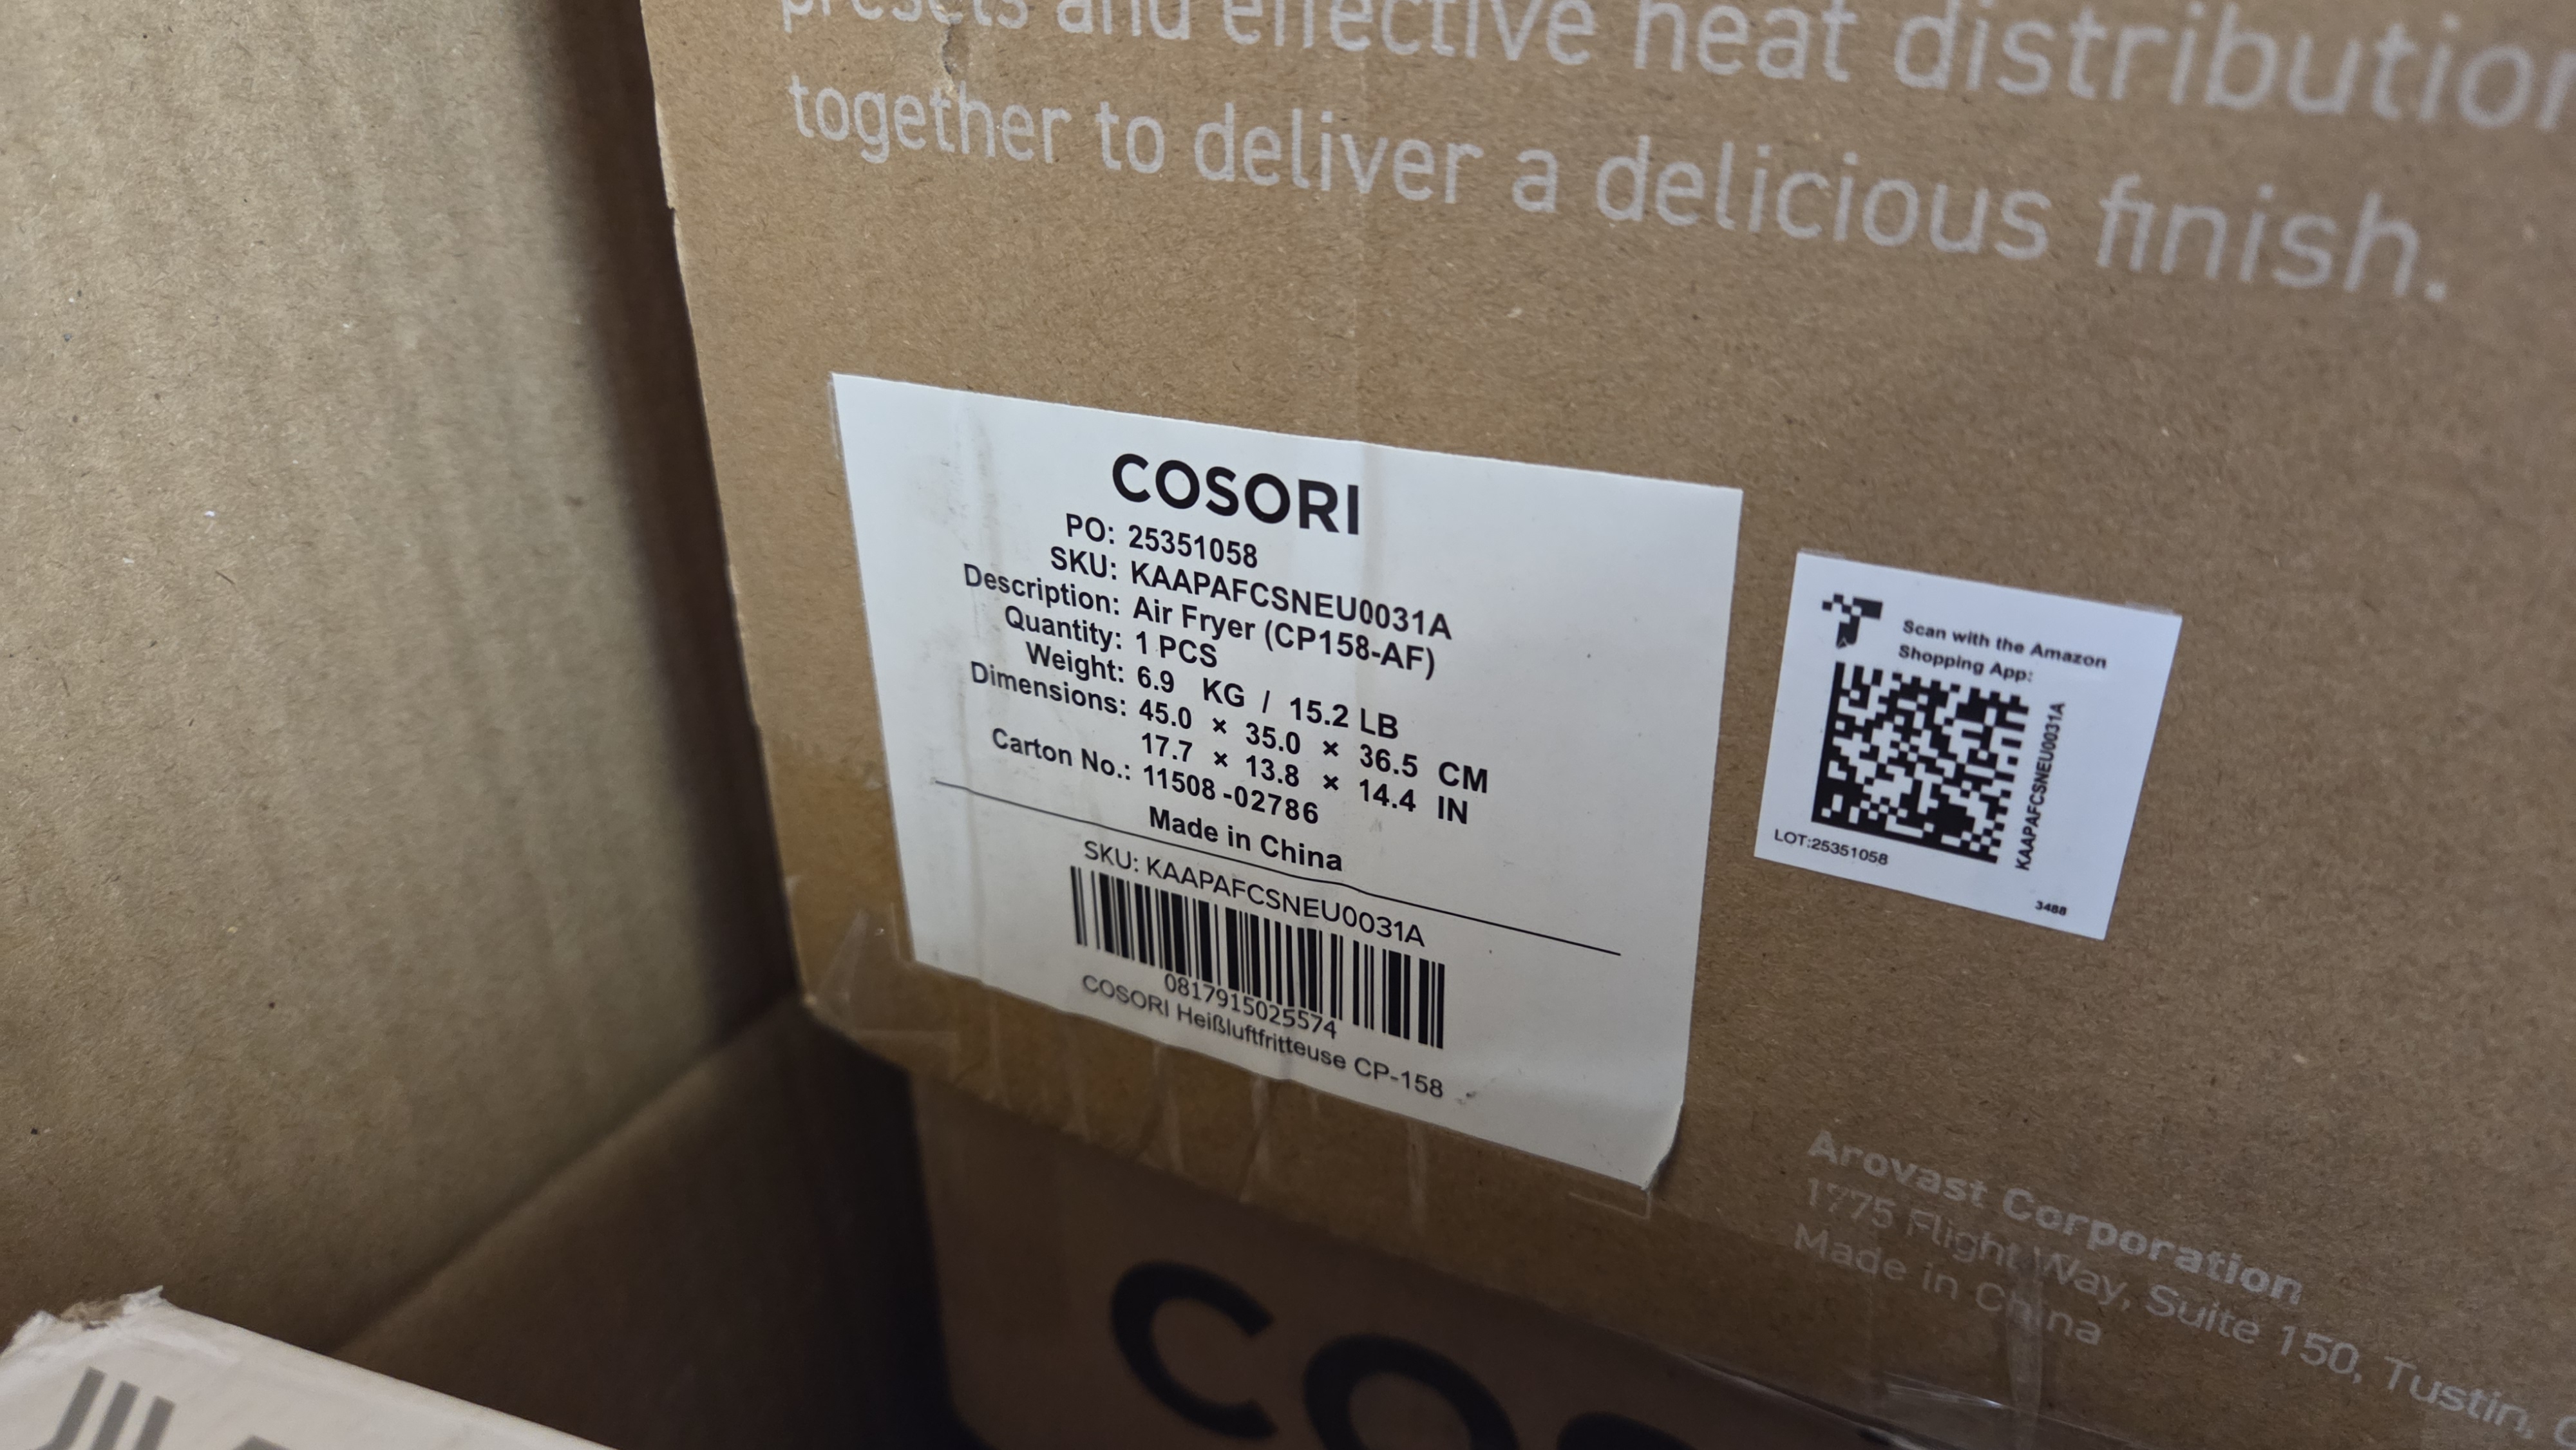 presets and effective heat distribution
together to deliver a delicious finish.
COSORI
PO: 25351058
SKU: KAAPAFCSNEU0031A
Description: Air Fryer (CP158-AF)
Quantity: 1 PCS
Weight: 6.9 KG / 15.2 LB
Dimensions: 45.0 × 35.0 × 36.5 CM
17.7 × 13.8 × 14.4 IN
Carton No.: 11508-02786
Made in China
SKU: KAAPAFCSNEU0031A
0817915025574
COSORI Heißluftfritteuse CP-158
Scan with the Amazon
Shopping App:
KAAPAFCSNEU0031A
LOT:25351058
3488
Arovast Corporation
1775 Flight Way, Suite 150, Tustin,
Made in China